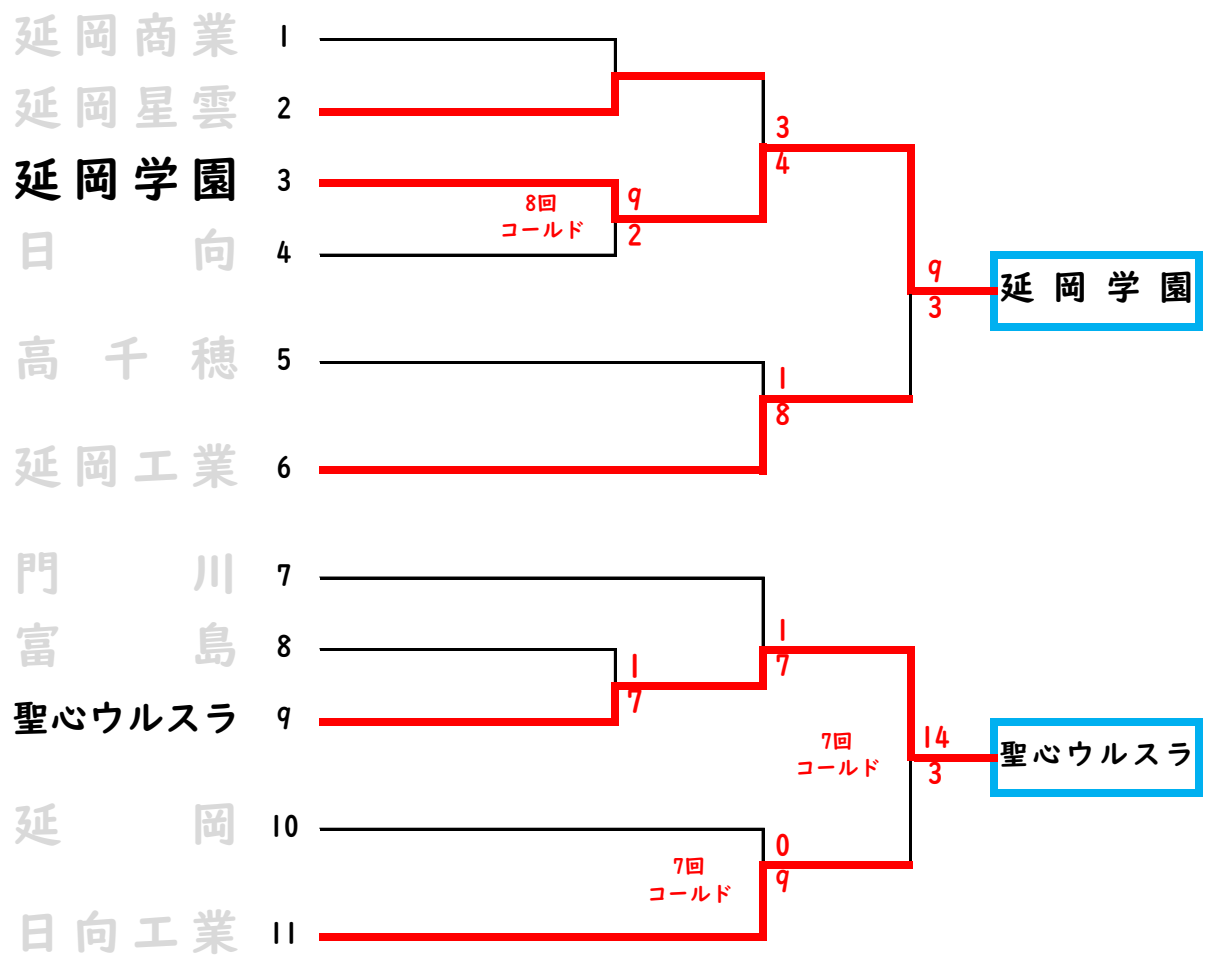 延岡商業 1
延岡星雲 2
3
4
延岡学園 3
8回
コールド
9
2
日向 4
9
3
延岡学園
高千穂 5
1
8
延岡工業 6
門川 7
1
7
富島 8
1
7
聖心ウルスラ 9
7回
コールド
14
3
聖心ウルスラ
延岡 10
0
9
7回
コールド
日向工業 11